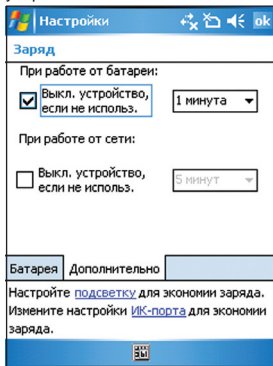 Настройки ok
Заряд
При работе от батареи:
Выкл. устройство, 1 минута
если не использ.
При работе от сети:
Выкл. устройство, 5 минут
если не использ.
Батарея Дополнительно
Настройте подсветку для экономии заряда.
Измените настройки ИК-порта для экономии
заряда.